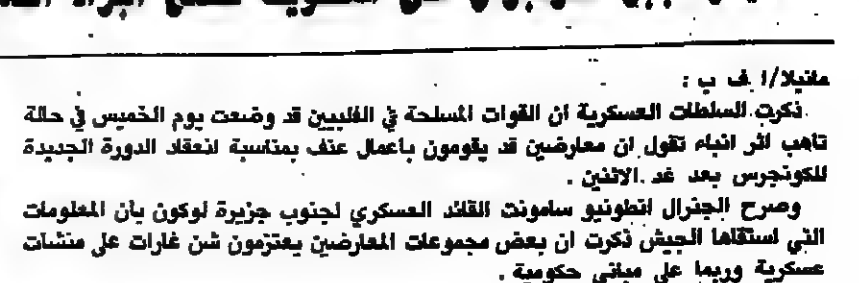 مانيلا/ا ف ب :
ذكرت السلطات العسكرية ان القوات المسلحة في الفلبيين قد وضعت يوم الخميس في حالة
تاهب اثر انباء تقول ان معارضين قد يقومون باعمال عنف بمناسبة انعقاد الدورة الجديدة
للكونجرس بعد غد الاثنين .
وصرح الجنرال انطونيو سامونت القائد العسكري لجنوب جزيرة لوكون بأن المعلومات
التي استقاها الجيش ذكرت ان بعض مجموعات المعارضين يعتزمون شن غارات على منشات
عسكرية وربما على مباني حكومية .